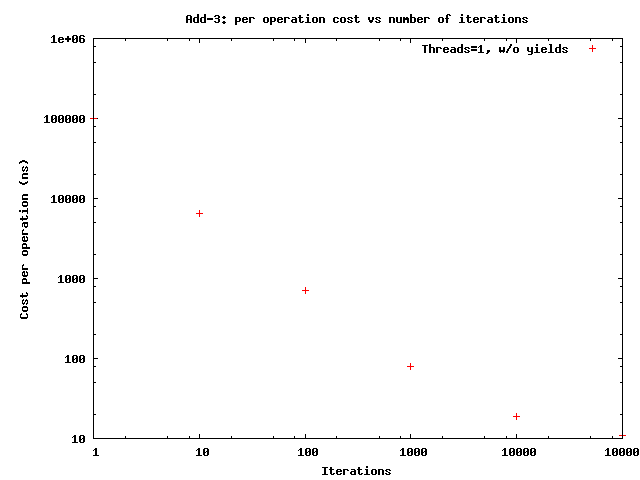 Add-3: per operation cost vs number of iterations
1e+06
Threads=1, w/o yields
100000
10000
Cost per operation (ns)
1000
100
10
1 10 100 1000 10000 10000
Iterations